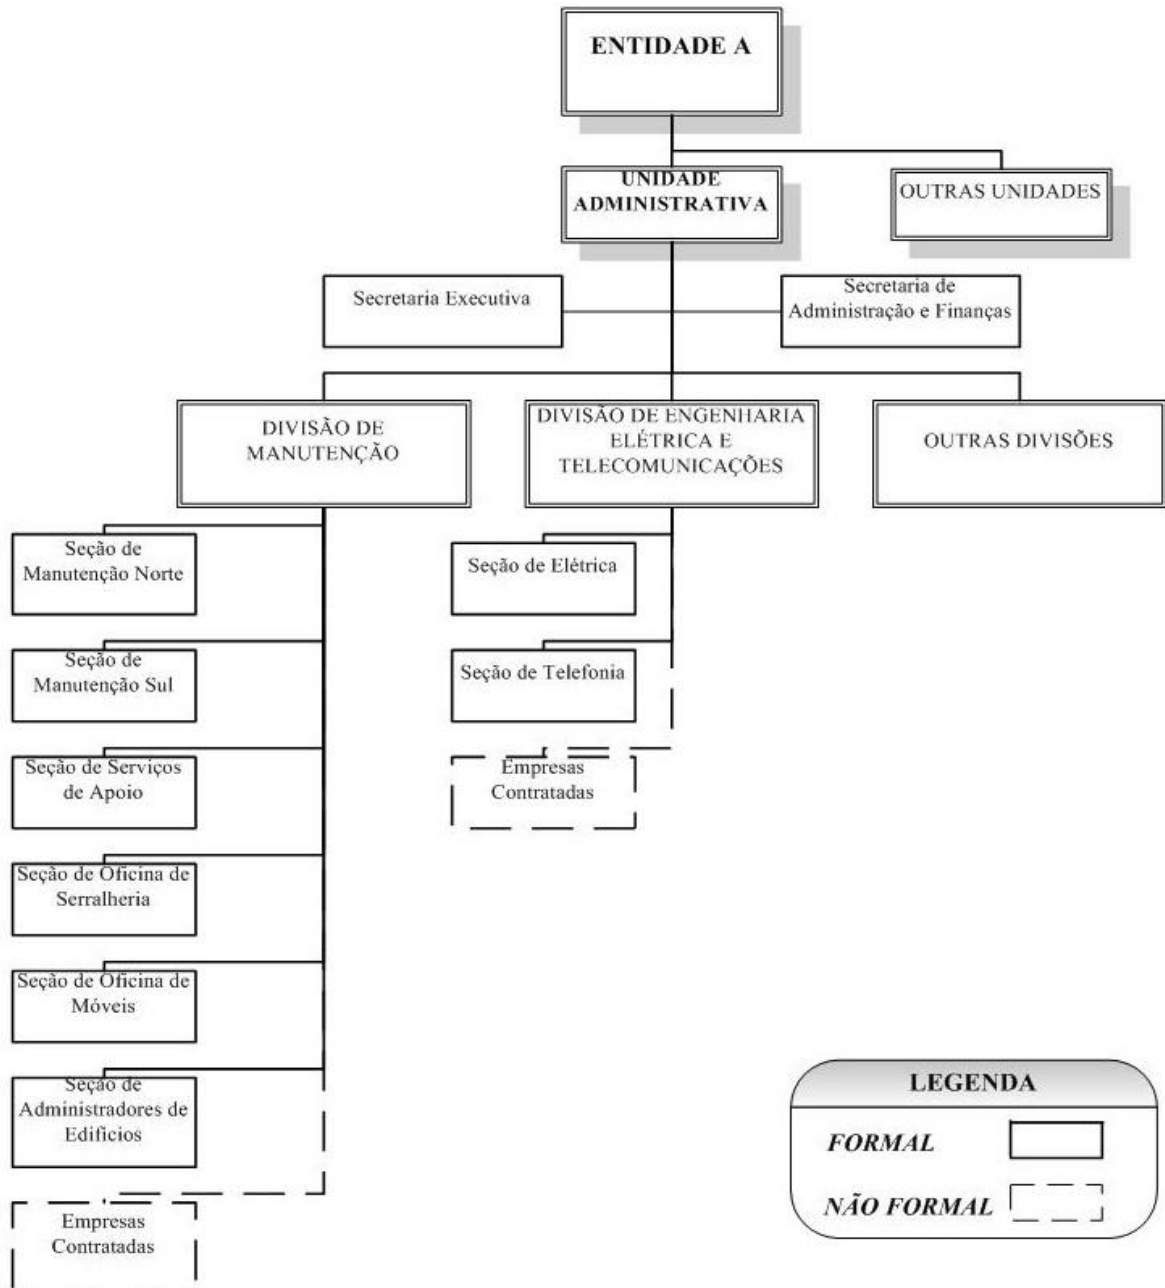 ENTIDADE A
UNIDADE
ADMINISTRATIVA
OUTRAS UNIDADES
Secretaria Executiva
Secretaria de
Administração e Finanças
DIVISÃO DE
MANUTENÇÃO
DIVISÃO DE ENGENHARIA
ELÉTRICA E
TELECOMUNICAÇÕES
OUTRAS DIVISÕES
Seção de
Manutenção Norte
Seção de
Manutenção Sul
Seção de Serviços
de Apoio
Seção de Oficina de
Serralheria
Seção de Oficina de
Móveis
Seção de
Administradores de
Edifícios
Empresas
Contratadas
Seção de Elétrica
Seção de Telefonia
Empresas
Contratadas
LEGENDA
FORMAL
NÃO FORMAL